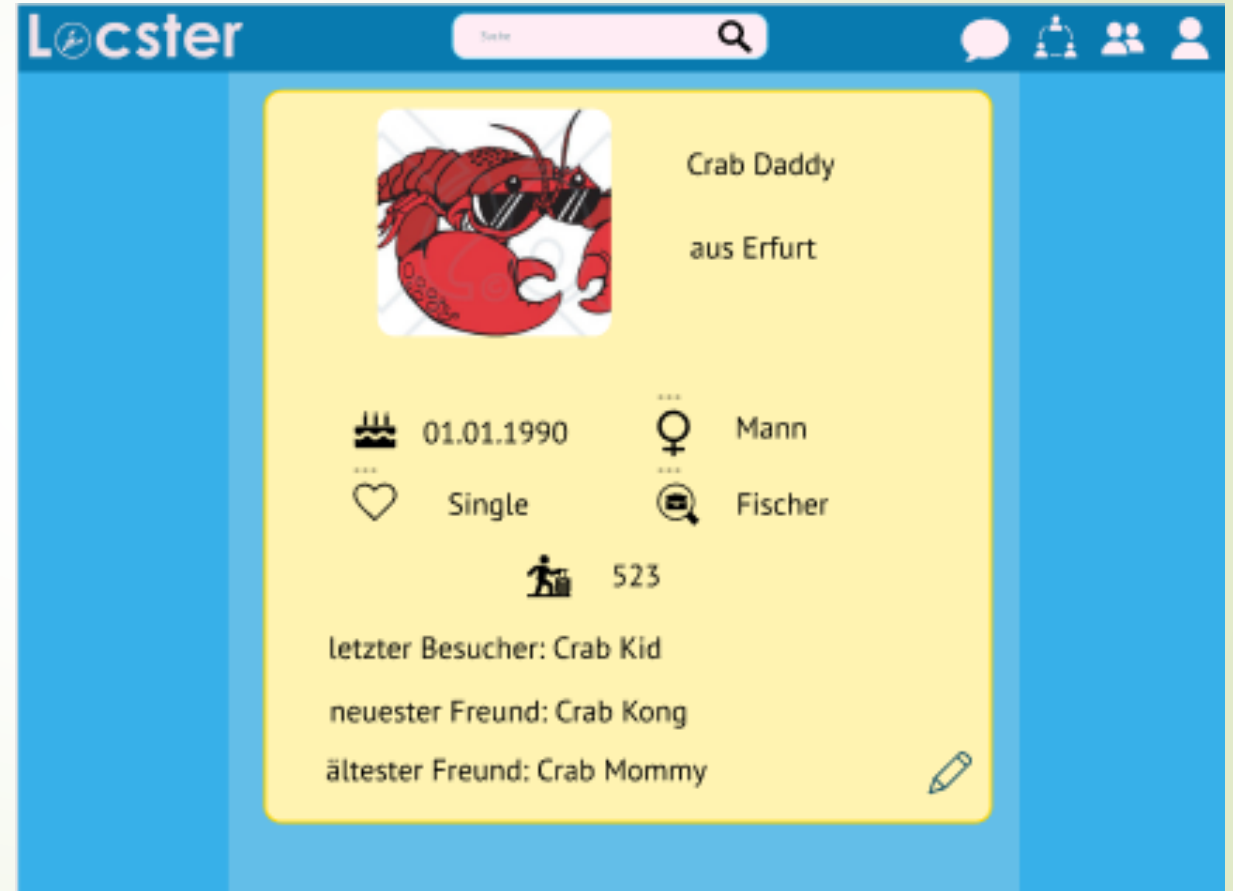 Locster
Suche
Crab Daddy
aus Erfurt
01.01.1990
Mann
Single
Fischer
523
letzter Besucher: Crab Kid
neuester Freund: Crab Kong
ältester Freund: Crab Mommy